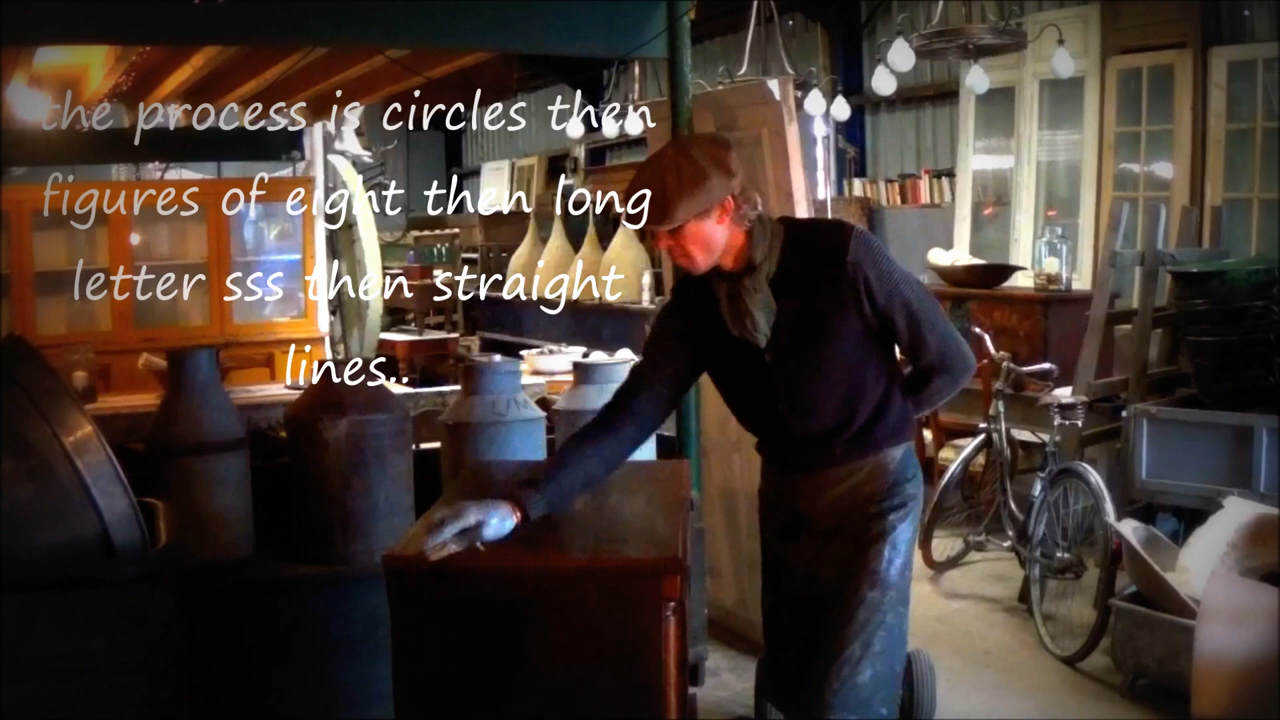 the process is circles then
figures of eight then long
letter sss then straight
lines..